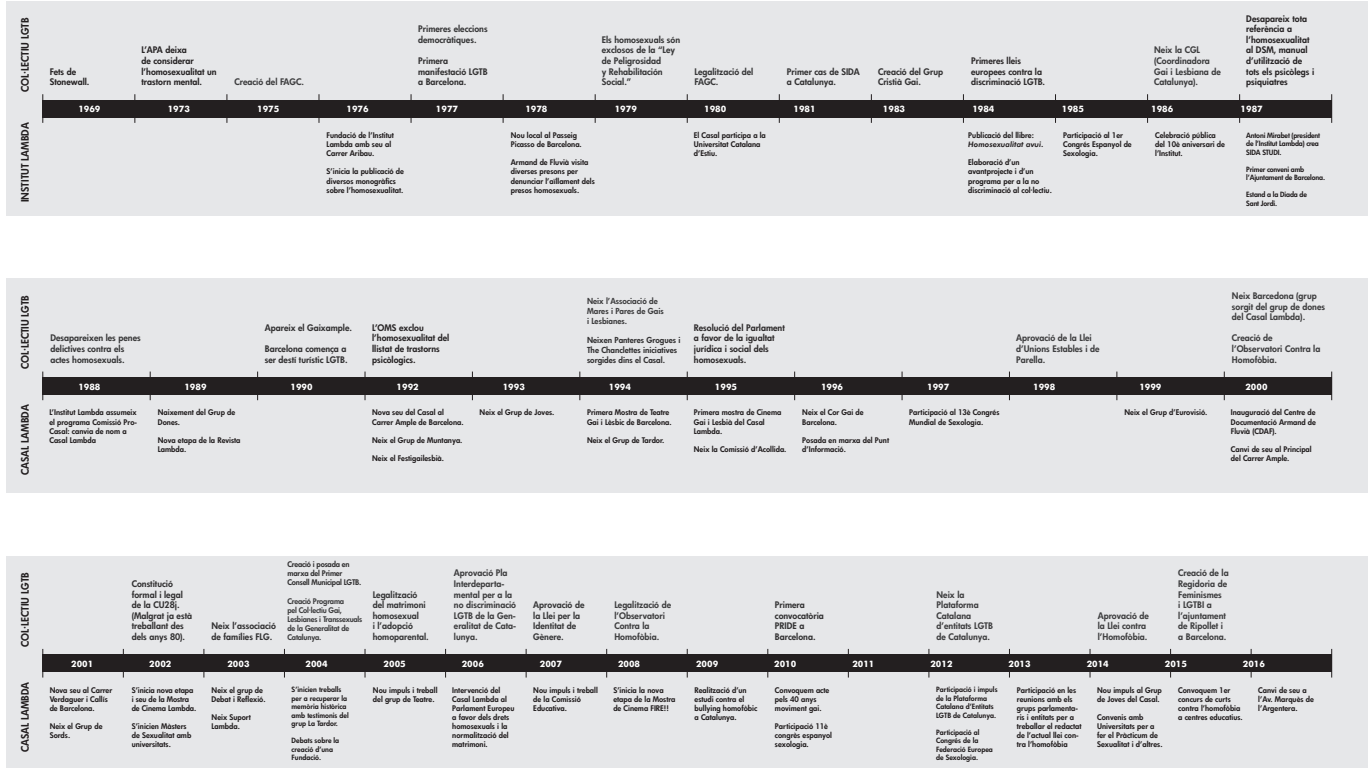 COL·LECTIU LGTB
Fets de
Stonewall.
L'APA deixa
de considerar
l'homosexualitat un
trastorn mental.
Creació del FAGC.
Primeres eleccions
democràtiques.
Primera
manifestació LGTB
a Barcelona.
Els homosexuals són
exclosos de la "Ley
de Peligrosidad
y Rehabilitación
Social."
Legalització del
FAGC.
Primer cas de SIDA
a Catalunya.
Creació del Grup
Cristià Gai.
Primeres lleis
europees contra la
discriminació LGTB.
Neix la CGL
(Coordinadora
Gai i Lesbiana de
Catalunya).
Desapareix tota
referència a
l'homosexualitat
al DSM, manual
d'utilització de
tots els psicòlegs i
psiquiatres
1969 1973 1975 1976 1977 1978 1979 1980 1981 1983 1984 1985 1986 1987
INSTITUT LAMBDA
Fundació de l'Institut
Lambda amb seu al
Carrer Aribau.
S'inicia la publicació de
diversos monogràfics
sobre l'homosexualitat.
Nou local al Passeig
Picasso de Barcelona.
Armand de Fluvià visita
diverses presons per
denunciar l'aïllament dels
presos homosexuals.
El Casal participa a la
Universitat Catalana
d'Estiu.
Publicació del llibre:
Homosexualitat avui.
Elaboració d'un
avantprojecte i d'un
programa per a la no
discriminació al col·lectiu.
Participació al 1er
Congrés Espanyol de
Sexologia.
Celebració pública
del 10è aniversari de
l'Institut.
Antoni Mirabet (president
de l'Institut Lambda) crea
SIDA STUDI.
Primer conveni amb
l'Ajuntament de Barcelona.
Estand a la Diada de
Sant Jordi.
COL·LECTIU LGTB
Desapareixen les penes
delictives contra els
actes homosexuals.
Apareix el Gaixample.
Barcelona comença a
ser destí turístic LGTB.
L'OMS exclou
l'homosexualitat del
llistat de trastorns
psicòlogics.
Neix l'Associació de
Mares i Pares de Gais
i Lesbianes.
Neixen Panteres Grogues i
The Chanclettes iniciatives
sorgides dins el Casal.
Resolució del Parlament
a favor de la igualtat
jurídica i social dels
homosexuals.
Aprovació de la Llei
d'Unions Estables i de
Parella.
Neix Barcedona (grup
sorgit del grup de dones
del Casal Lambda).
Creació de
l'Observatori Contra la
Homofòbia.
1988 1989 1990 1992 1993 1994 1995 1996 1997 1998 1999 2000
CASAL LAMBDA
L'Institut Lambda assumeix
el programa Comissió Pro-
Casal: canvia de nom a
Casal Lambda
Naixement del Grup de
Dones.
Nova etapa de la Revista
Lambda.
Nova seu del Casal al
Carrer Ample de Barcelona.
Neix el Grup de Muntanya.
Neix el Festigailesbià.
Neix el Grup de Joves.
Primera Mostra de Teatre
Gai i Lèsbic de Barcelona.
Neix el Grup de Tardor.
Primera mostra de Cinema
Gai i Lesbià del Casal
Lambda.
Neix la Comissió d'Acollida.
Neix el Cor Gai de
Barcelona.
Posada en marxa del Punt
d'Informació.
Participació al 13è Congrés
Mundial de Sexologia.
Neix el Grup d'Eurovisió.
Inauguració del Centre de
Documentació Armand de
Fluvià (CDAF).
Canvi de seu al Principal
del Carrer Ample.
COL·LECTIU LGTB
Constitució
formal i legal
de la CU28j.
(Malgrat ja està
treballant des
dels anys 80).
Neix l'associació
de famílies FLG.
Creació i posada en
marxa del Primer
Consell Municipal LGTB.
Creació Programa
pel Col·lectiu Gai,
Lesbianes i Transsexuals
de la Generalitat de
Catalunya.
Legalització
del matrimoni
homosexual
i l'adopció
homoparental.
Aprovació Pla
Interdeparta-
mental per a la
no discriminació
LGTB de la Gen-
eralitat de Cata-
lunya.
Aprovació de
la Llei per la
Identitat de
Gènere.
Legalització de
l'Observatori
Contra la
Homofòbia.
Primera
convocatòria
PRIDE a
Barcelona.
Neix la
Plataforma
Catalana
d'entitats LGTB
de Catalunya.
Aprovació de
la Llei contra
l'Homofòbia.
Creació de la
Regidoria de
Feminismes
i LGTBI a
l'ajuntament
de Ripollet i
a Barcelona.
2001 2002 2003 2004 2005 2006 2007 2008 2009 2010 2011 2012 2013 2014 2015 2016
CASAL LAMBDA
Nova seu al Carrer
Verdaguer i Callís
de Barcelona.
Neix el Grup de
Sords.
S'inicia nova etapa
i seu de la Mostra
de Cinema Lambda.
S'inicien Màsters
de Sexualitat amb
universitats.
Neix el grup de
Debat i Reflexió.
Neix Suport
Lambda.
S'inicien treballs
per a recuperar la
memòria històrica
amb testimonis del
grup La Tardor.
Debats sobre la
creació d'una
Fundació.
Nou impuls i treball
del grup de Teatre.
Intervenció del
Casal Lambda al
Parlament Europeu
a favor dels drets
homosexuals i la
normalització del
matrimoni.
Nou impuls i treball
de la Comissió
Educativa.
S'inicia la nova
etapa de la Mostra
de Cinema FIRE!!
Realització d'un
estudi contra el
bullying homofòbic
a Catalunya.
Convoquem acte
pels 40 anys
moviment gai.
Participació 11è
congrés espanyol
sexologia.
Participació i impuls
de la Plataforma
Catalana d'Entitats
LGTB de Catalunya.
Participació al
Congrés de la
Federació Europea
de Sexologia.
Participación en les
reunions amb els
grups parlamenta-
ris i entitats per a
treballar el redactat
de l'actual llei con-
tra l'homofòbia
Nou impuls al Grup
de Joves del Casal.
Convenis amb
Universitats per a
fer el Pràcticum de
Sexualitat i d'altres.
Convoquem 1er
concurs de curts
contra l'homofòbia
a centres educatius.
Canvi de seu a
l'Av. Marquès de
l'Argentera.